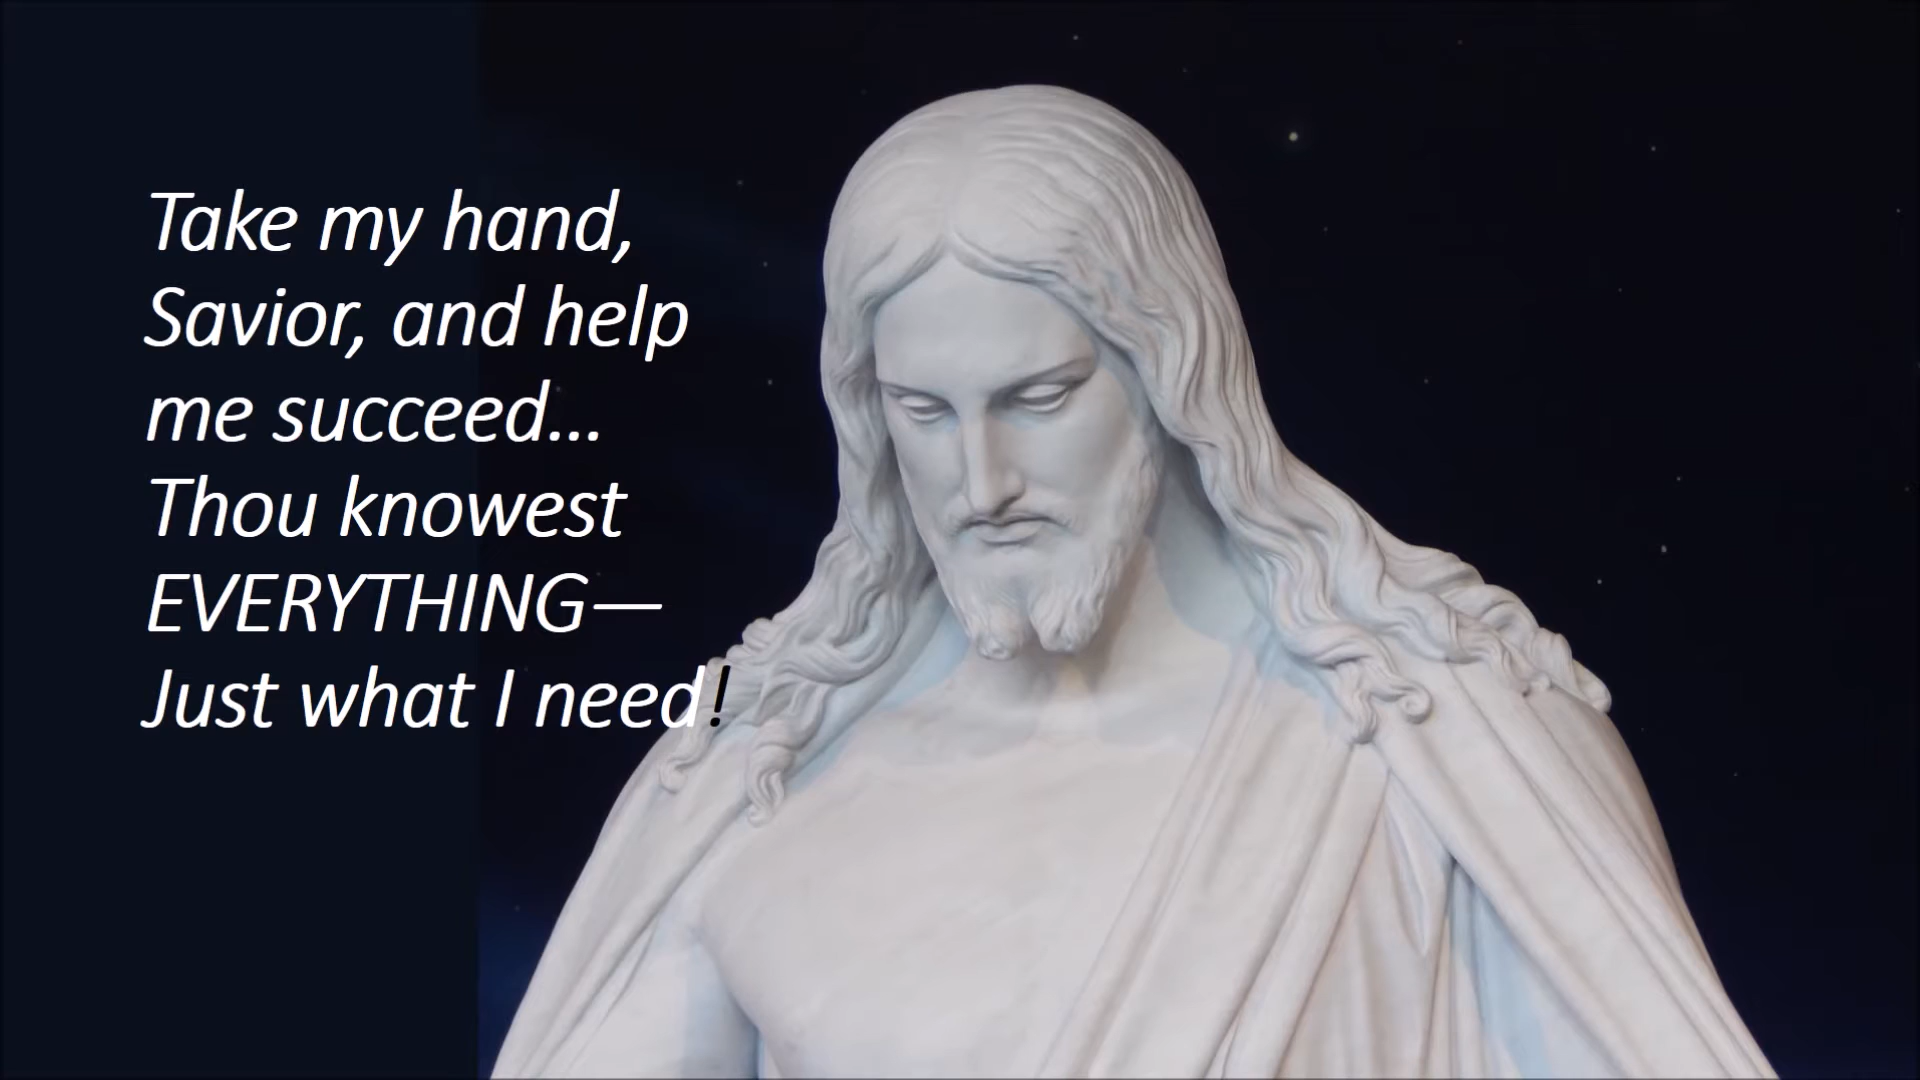 Take my hand,
Savior, and help
me succeed...
Thou knowest
EVERYTHING—
Just what I need!